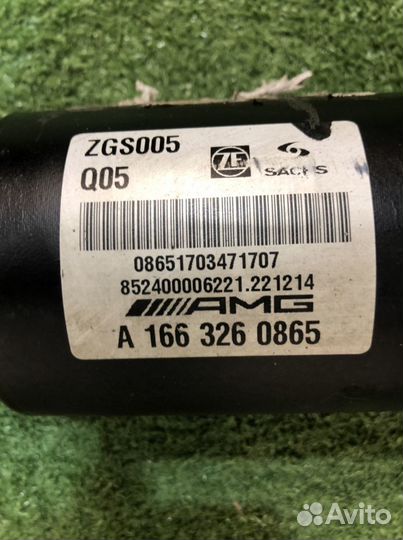 ZGS005
ZF
SACHS
Q05
08651703471707
852400006221.221214
AMG
A 166 326 0865
Avito